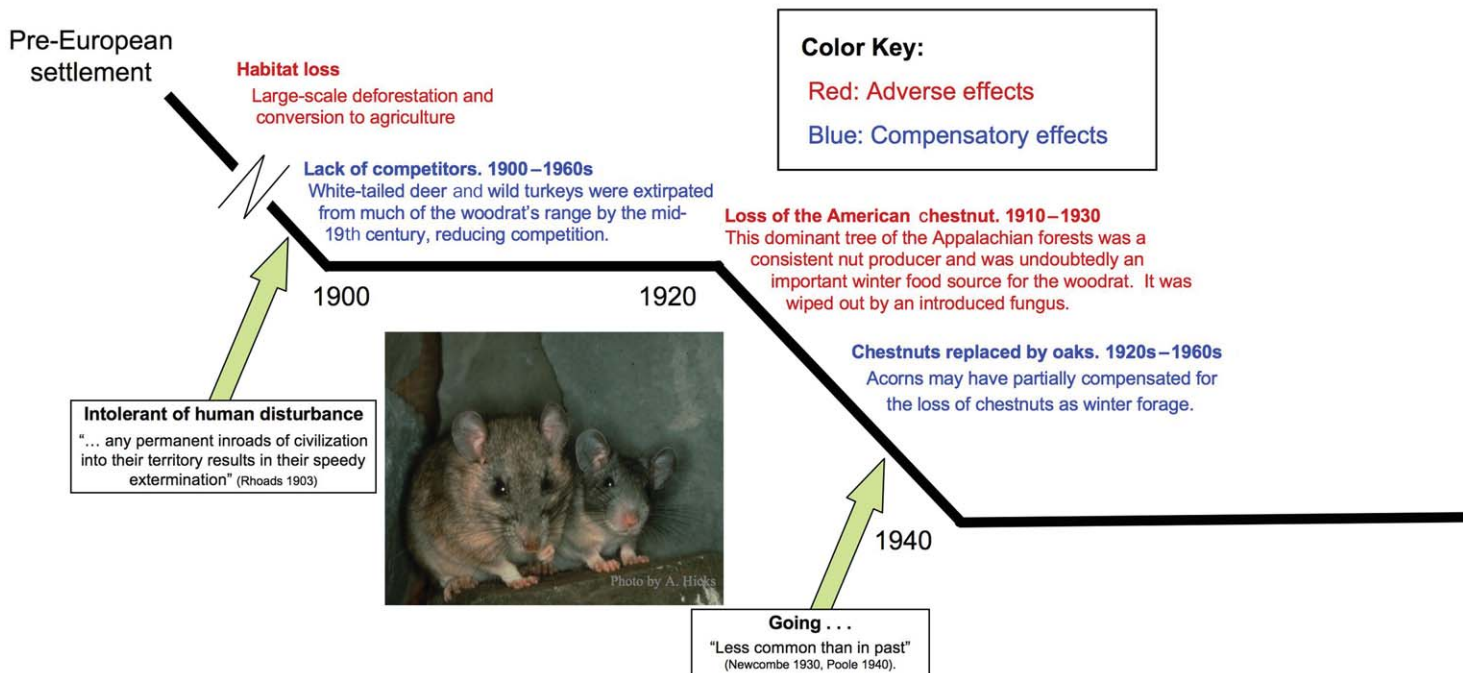 Pre-European
settlement
Habitat loss
Large-scale deforestation and
conversion to agriculture
Color Key:
Red: Adverse effects
Blue: Compensatory effects
Lack of competitors. 1900–1960s
White-tailed deer and wild turkeys were extirpated
from much of the woodrat's range by the mid-
19th century, reducing competition.
Loss of the American chestnut. 1910–1930
This dominant tree of the Appalachian forests was a
consistent nut producer and was undoubtedly an
important winter food source for the woodrat. It was
wiped out by an introduced fungus.
1900
1920
Chestnuts replaced by oaks. 1920s–1960s
Acorns may have partially compensated for
the loss of chestnuts as winter forage.
Intolerant of human disturbance
"… any permanent inroads of civilization
into their territory results in their speedy
extermination" (Rhoads 1903)
Photo by A. Hicks
1940
Going . . .
"Less common than in past"
(Newcombe 1930, Poole 1940).